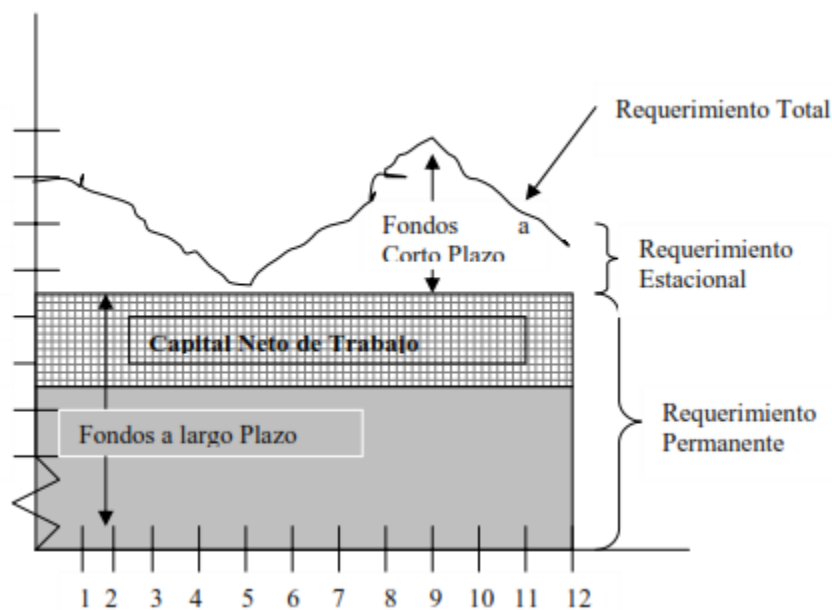 Requerimiento Total
Fondos a
Corto Plazo
Requerimiento
Estacional
Capital Neto de Trabajo
Fondos a largo Plazo
Requerimiento
Permanente
1 2 3 4 5 6 7 8 9 10 11 12